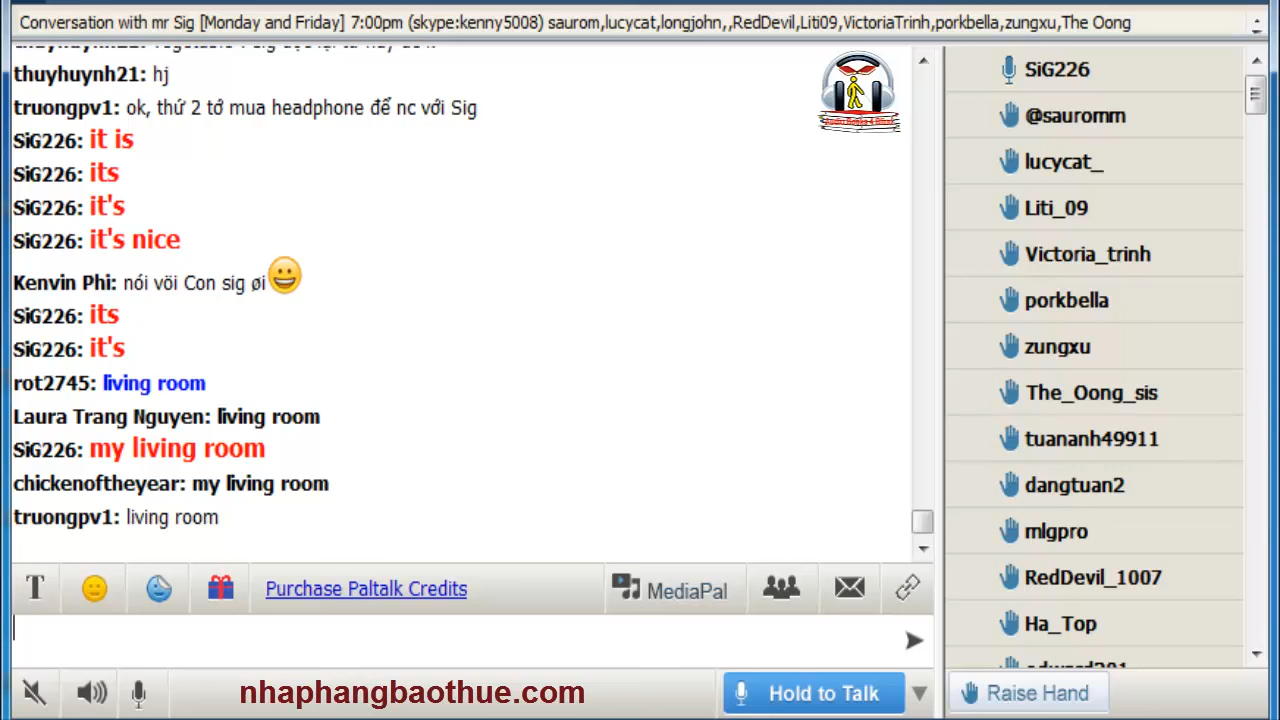 Conversation with mr Sig [Monday and Friday] 7:00pm (skype:kenny5008) saurom,lucycat,longjohn,,RedDevil,Liti09,VictoriaTrinh,porkbella,zungxu,The Oong
thuyhuynh21: hj
truongpv1: ok, thứ 2 tớ mua headphone để nc với Sig
SiG226: it is
SiG226: its
SiG226: it's
SiG226: it's nice
Kenvin Phi: nói vöi Con sig øi
SiG226: its
SiG226: it's
rot2745: living room
Laura Trang Nguyen: living room
SiG226: my living room
chickenoftheyear: my living room
truongpv1: living room
T
Purchase Paltalk Credits
MediaPal
nhaphangbaothue.com
Hold to Talk
SiG226
@sauromm
lucycat_
Liti_09
Victoria_trinh
porkbella
zungxu
The_Oong_sis
tuananh49911
dangtuan2
mlgpro
RedDevil_1007
Ha_Top
Raise Hand